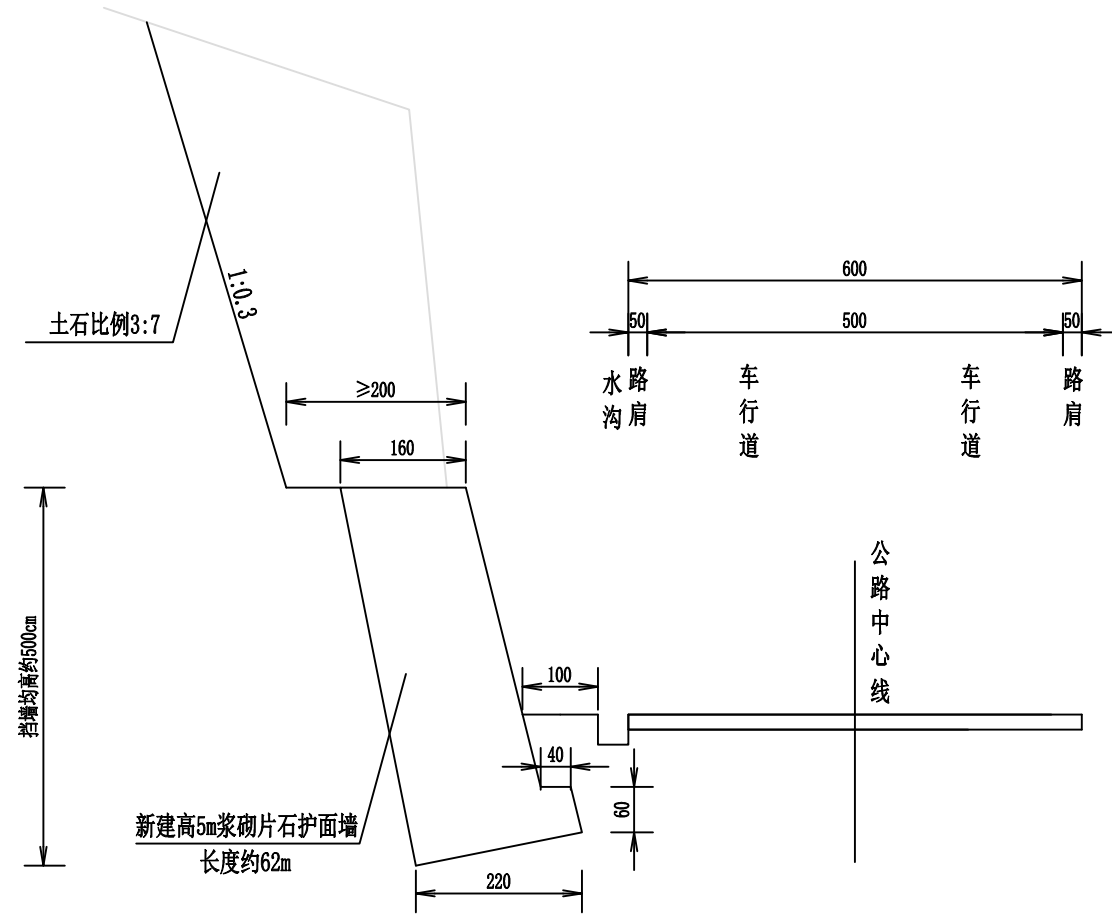 600
50
500
50
水沟
路肩
车行道
车行道
路肩
1:0.3
土石比例3:7
≥200
160
公路中心线
挡墙均高约500cm
100
40
60
新建高5m浆砌片石护面墙
长度约62m
220